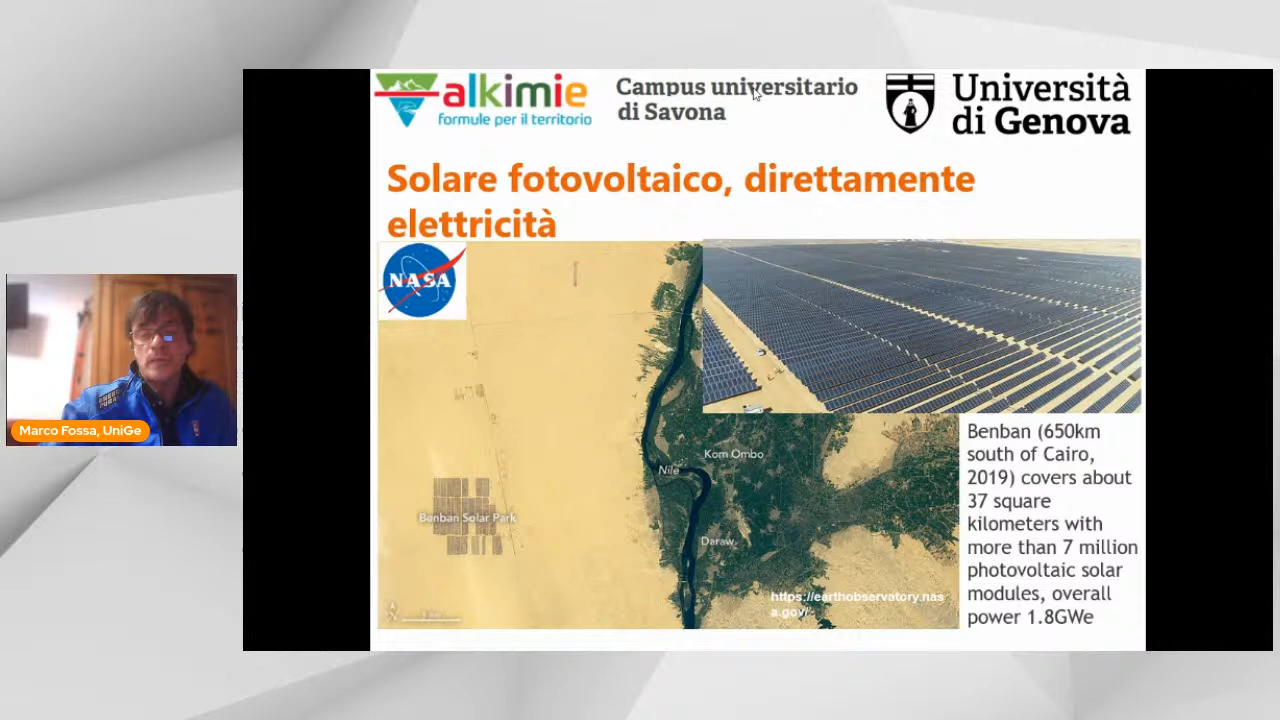 alkimie
formule per il territorio
Campus universitario
di Savona
Università
di Genova
Solare fotovoltaico, direttamente
elettricità
NASA
Kom Ombo
Nile
Benban Solar Park
Daraw
https://earthobservatory.nas
a.gov/
Benban (650km
south of Cairo,
2019) covers about
37 square
kilometers with
more than 7 million
photovoltaic solar
modules, overall
power 1.8GWe
Marco Fossa, UniGe